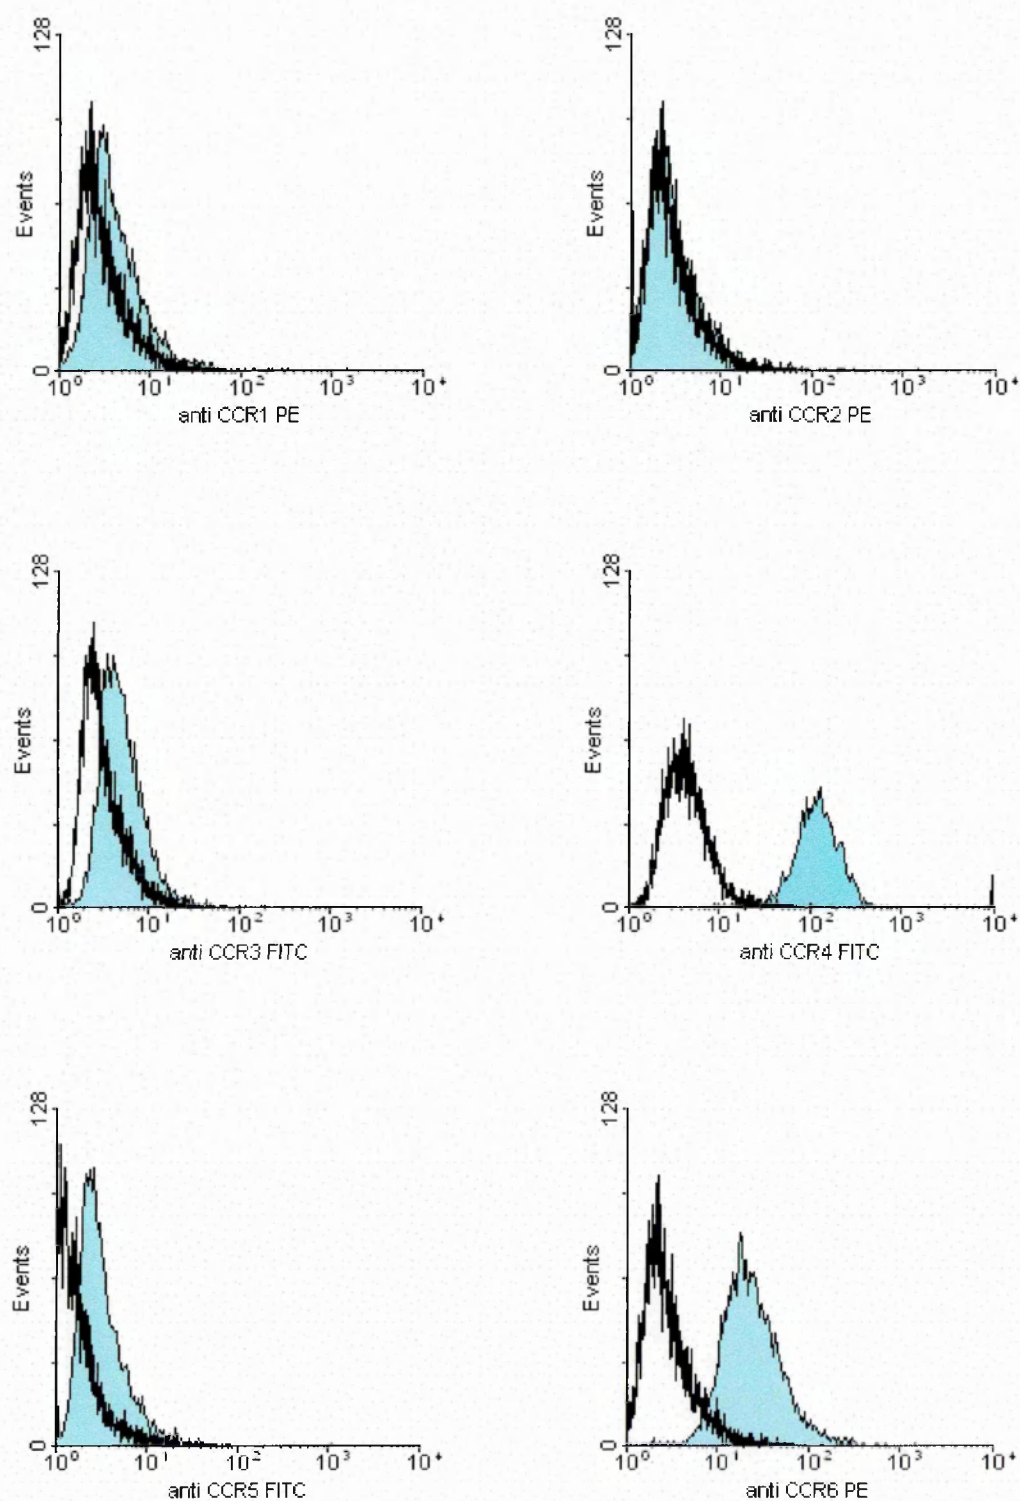 128 128
Events Events
0 0
10⁰ 10¹ 10² 10³ 10⁴ 10⁰ 10¹ 10² 10³ 10⁴
anti CCR1 PE anti CCR2 PE
128 128
Events Events
0 0
10⁰ 10¹ 10² 10³ 10⁴ 10⁰ 10¹ 10² 10³ 10⁴
anti CCR3 FITC anti CCR4 FITC
128 128
Events Events
0 0
10⁰ 10¹ 10² 10³ 10⁴ 10⁰ 10¹ 10² 10³ 10⁴
anti CCR5 FITC anti CCR6 PE